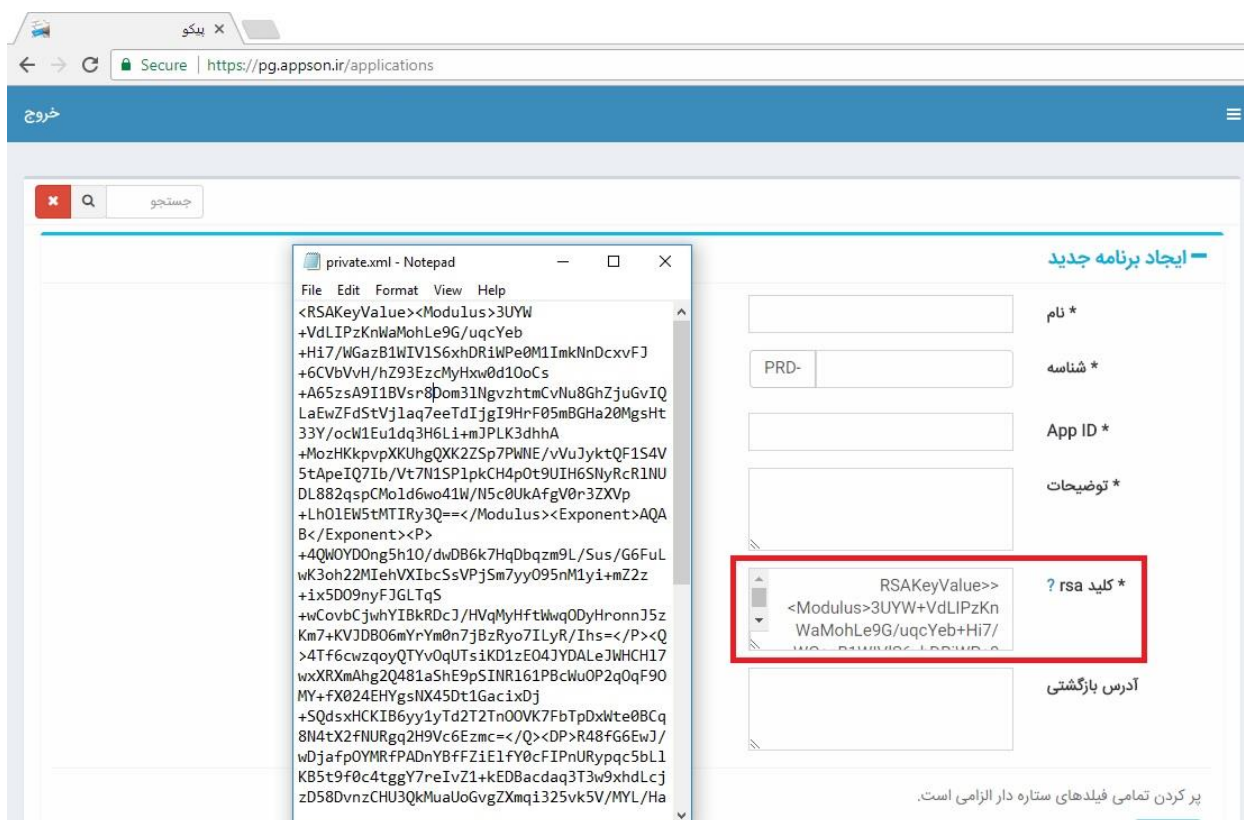 پیکو
Secure | https://pg.appson.ir/applications
خروج
جستجو
ایجاد برنامه جدید
* نام
* شناسه
PRD-
App ID *
* توضیحات
* کلید rsa ?
RSAKeyValue>>
<Modulus>3UYW+VdLIPzKn
WaMohLe9G/uqcYeb+Hi7/
آدرس بازگشتی
پر کردن تمامی فیلدهای ستاره دار الزامی است.
private.xml - Notepad
File Edit Format View Help
<RSAKeyValue><Modulus>3UYW
+VdLIPzKnWaMohLe9G/uqcYeb
+Hi7/WGazB1WIVlS6xhDRiWPe0M1ImkNnDcxvFJ
+6CVbVvH/hZ93EzcMyHxw0d1OoCs
+A65zsA9I1BVsr8Dom3lNgvzhtmCvNu8GhZjuGvIQ
LaEwZFdStVjlaq7eeTdIjgI9HrF05mBGHa20MgsHt
33Y/ocW1Eu1dq3H6Li+mJPLK3dhhA
+MozHKkpvpXKUhgQXK2ZSp7PWNE/vVuJyktQF1S4V
5tApeIQ7Ib/Vt7N1SPlpkCH4pOt9UIH6SNyRcRlNU
DL882qspCMold6wo41W/N5c0UkAfgV0r3ZXVp
+LhOlEW5tMTIRy3Q==</Modulus><Exponent>AQA
B</Exponent><P>
+4QWOYDOng5h1O/dwDB6k7HqDbqzm9L/Sus/G6FuL
wK3oh22MIehVXIbcSsVPjSm7yyO95nM1yi+mZ2z
+ix5DO9nyFJGLTqS
+wCovbCjwhYIBkRDcJ/HVqMyHftWwqODyHronnJ5z
Km7+KVJDBO6mYrYm0n7jBzRyo7ILyR/Ihs=</P><Q
>4Tf6cwzqoyQTYvOqUTsiKD1zEO4JYDALeJWHCHl7
wxXRXmAhg2Q481aShE9pSINRl61PBcWuOP2qOqF9O
MY+fX024EHYgsNX45Dt1GacixDj
+SQdsxHCKIB6yy1yTd2T2TnOOVK7FbTpDxWte0BCq
8N4tX2fNURgq2H9Vc6Ezmc=</Q><DP>R48fG6EwJ/
wDjafpOYMRfPADnYBfFZiElfY0cFIPnURypqc5bLl
KB5t9f0c4tggY7reIvZ1+kEDBacdaq3T3w9xhdLcj
zD58DvnzCHU3QkMuaUoGvgZXmqi325vk5V/MYL/Ha